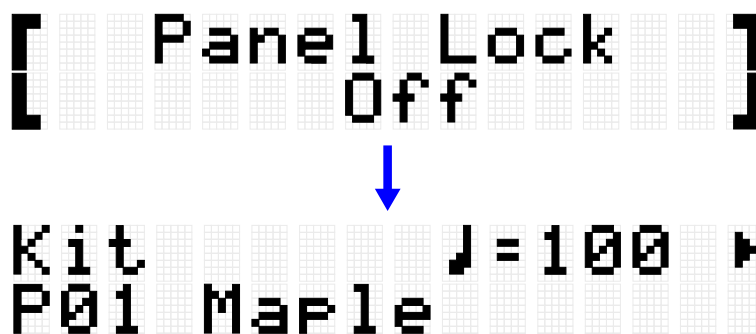 [ Panel Lock ]
[ Off ]
Kit ♩=100 ▶
P01 Maple